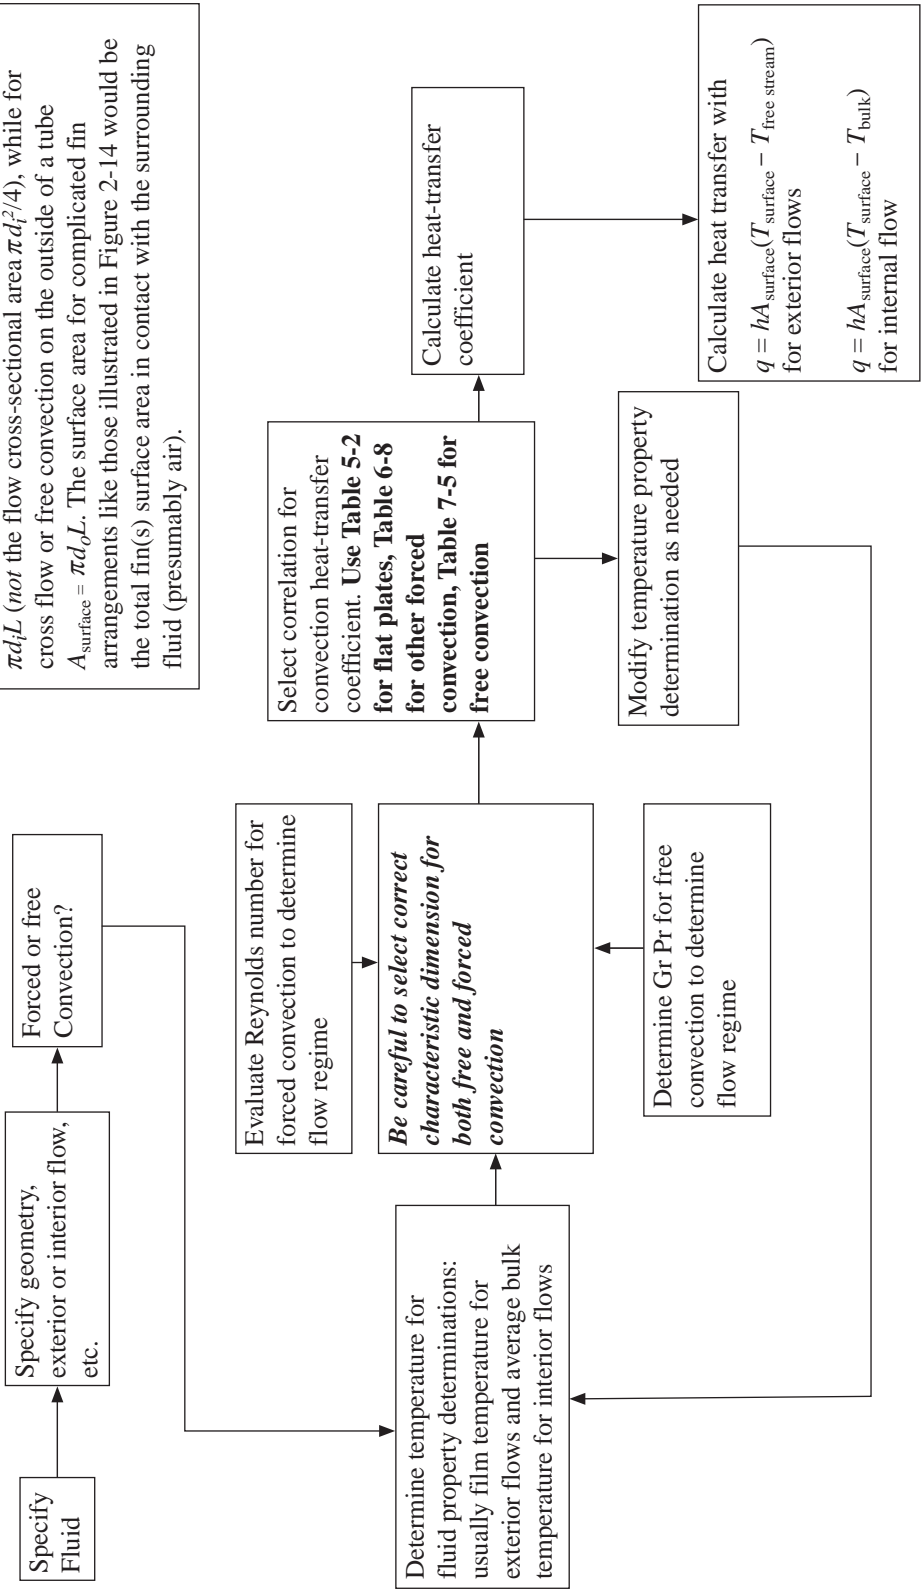 Specify
Fluid
Specify geometry,
exterior or interior flow,
etc.
Forced or free
Convection?
πdᵢL (not the flow cross-sectional area πdᵢ²/4), while for
cross flow or free convection on the outside of a tube
A_surface = πdₒL. The surface area for complicated fin
arrangements like those illustrated in Figure 2-14 would be
the total fin(s) surface area in contact with the surrounding
fluid (presumably air).
Determine temperature for
fluid property determinations:
usually film temperature for
exterior flows and average bulk
temperature for interior flows
Evaluate Reynolds number for
forced convection to determine
flow regime
Be careful to select correct
characteristic dimension for
both free and forced
convection
Determine Gr Pr for free
convection to determine
flow regime
Select correlation for
convection heat-transfer
coefficient. Use Table 5-2
for flat plates, Table 6-8
for other forced
convection, Table 7-5 for
free convection
Modify temperature property
determination as needed
Calculate heat-transfer
coefficient
Calculate heat transfer with
q = hA_surface(T_surface − T_free stream)
for exterior flows
q = hA_surface(T_surface − T_bulk)
for internal flow